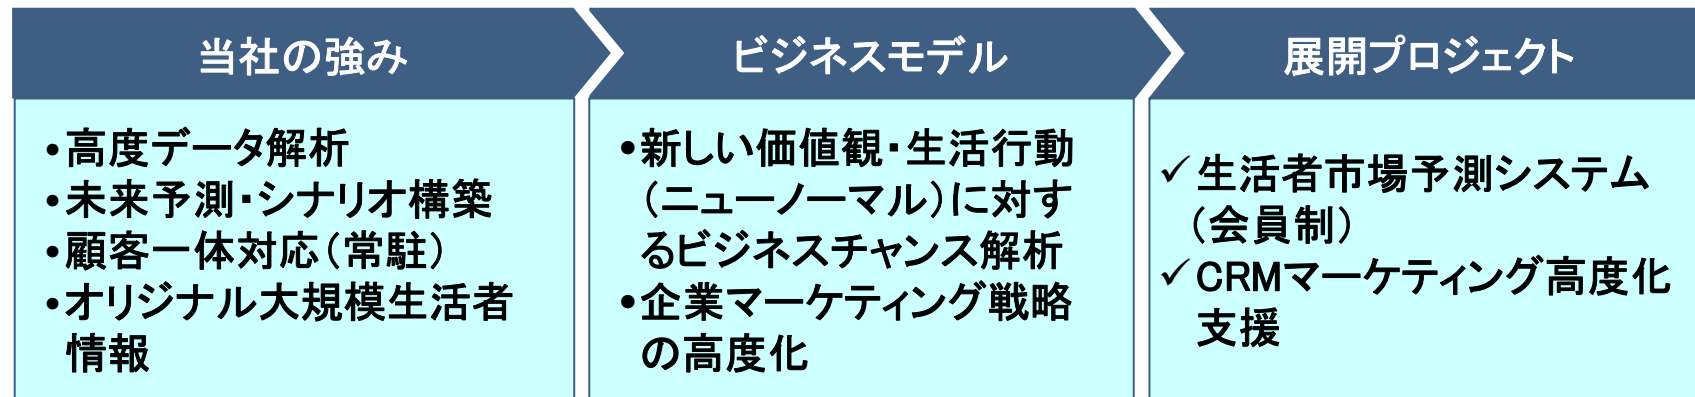 当社の強み
・高度データ解析
・未来予測・シナリオ構築
・顧客一体対応（常駐）
・オリジナル大規模生活者
情報
ビジネスモデル
・新しい価値観・生活行動
（ニューノーマル）に対す
るビジネスチャンス解析
・企業マーケティング戦略
の高度化
展開プロジェクト
✓生活者市場予測システム
（会員制）
✓CRMマーケティング高度化
支援